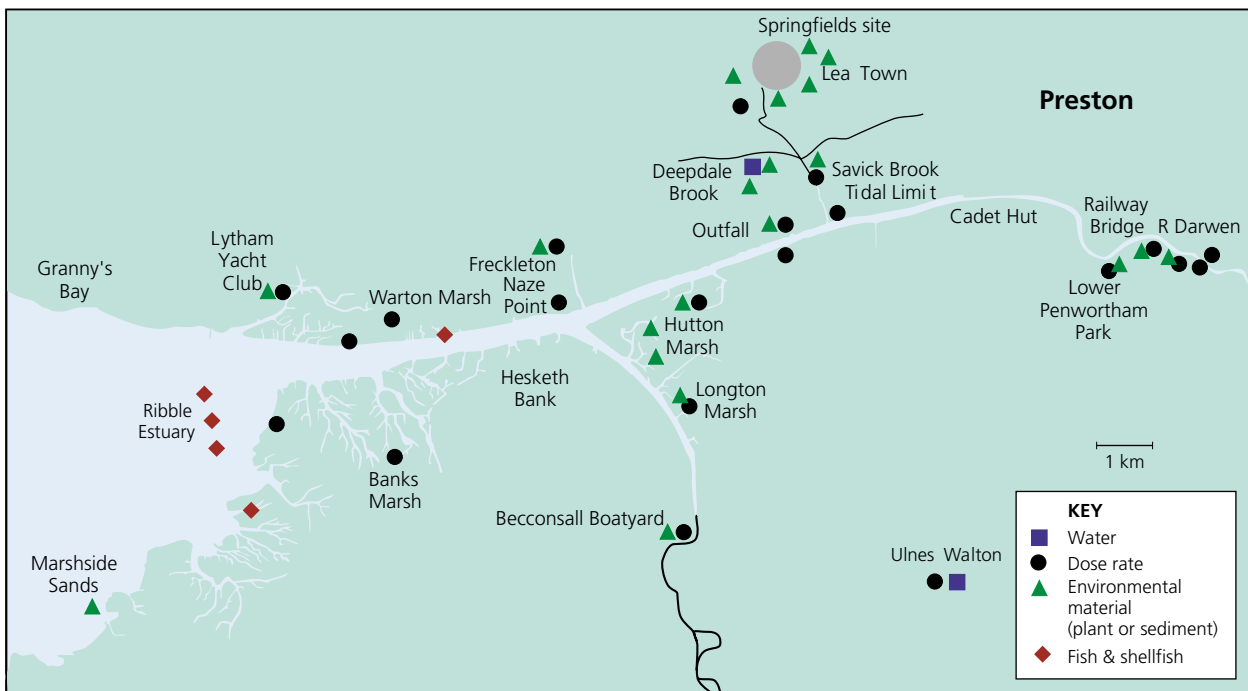 Springfields site
Lea Town
Preston
Deepdale
Brook
Savick Brook
Tidal Limit
Cadet Hut
Railway
Bridge
R Darwen
Outfall
Lower
Penwortham
Park
Lytham
Yacht
Club
Granny's
Bay
Warton Marsh
Freckleton
Naze
Point
Hutton
Marsh
Hesketh
Bank
Longton
Marsh
Ribble
Estuary
Banks
Marsh
Becconsall Boatyard
Marshside
Sands
Ulnes Walton
1 km
KEY
Water
Dose rate
Environmental
material
(plant or sediment)
Fish & shellfish